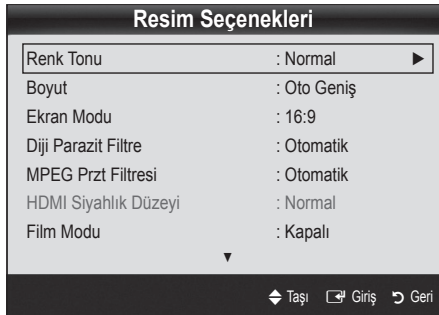 Resim Seçenekleri
Renk Tonu : Normal ►
Boyut : Oto Geniş
Ekran Modu : 16:9
Diji Parazit Filtre : Otomatik
MPEG Przt Filtresi : Otomatik
HDMI Siyahlık Düzeyi : Normal
Film Modu : Kapalı
▼
Taşı Giriş Geri